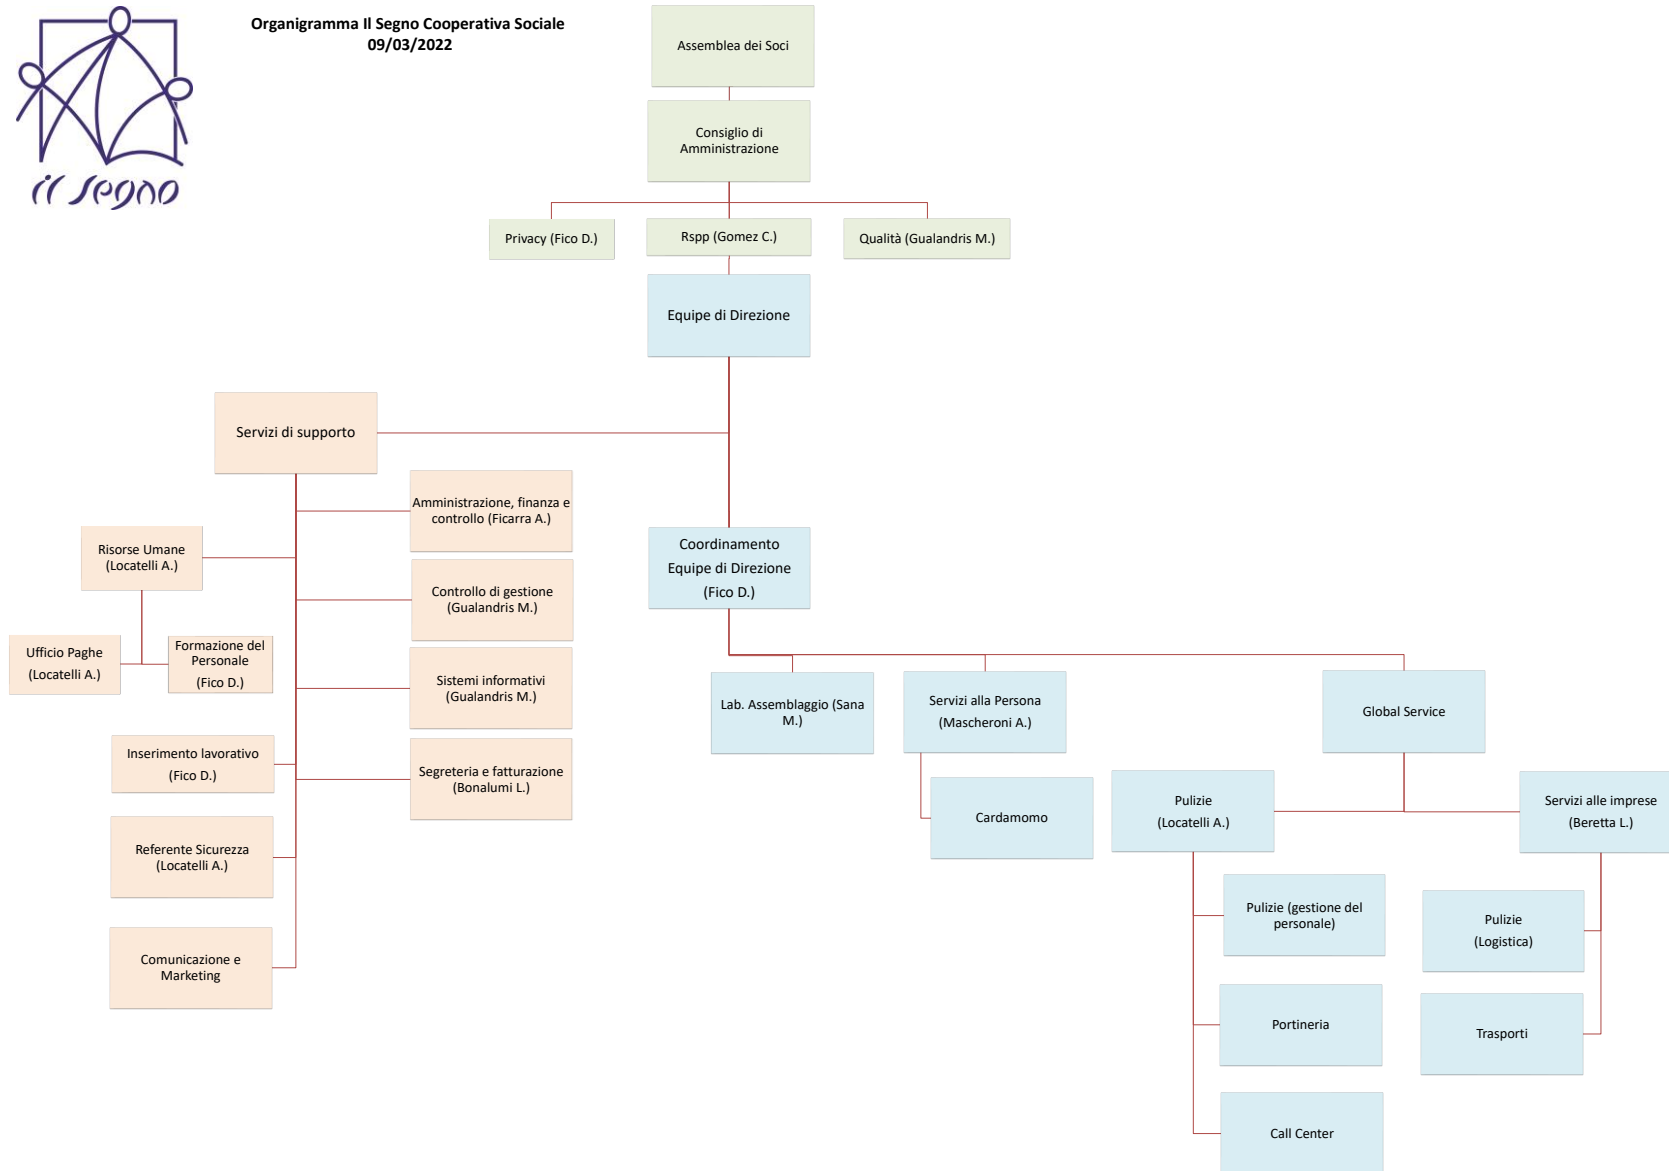 Organigramma Il Segno Cooperativa Sociale
09/03/2022
il segno
Assemblea dei Soci
Consiglio di
Amministrazione
Privacy (Fico D.)
Rspp (Gomez C.)
Qualità (Gualandris M.)
Equipe di Direzione
Servizi di supporto
Amministrazione, finanza e
controllo (Ficarra A.)
Risorse Umane
(Locatelli A.)
Controllo di gestione
(Gualandris M.)
Ufficio Paghe
(Locatelli A.)
Formazione del
Personale
(Fico D.)
Sistemi informativi
(Gualandris M.)
Inserimento lavorativo
(Fico D.)
Segreteria e fatturazione
(Bonalumi L.)
Referente Sicurezza
(Locatelli A.)
Comunicazione e
Marketing
Coordinamento
Equipe di Direzione
(Fico D.)
Lab. Assemblaggio (Sana
M.)
Servizi alla Persona
(Mascheroni A.)
Global Service
Cardamomo
Pulizie
(Locatelli A.)
Servizi alle imprese
(Beretta L.)
Pulizie (gestione del
personale)
Pulizie
(Logistica)
Portineria
Trasporti
Call Center